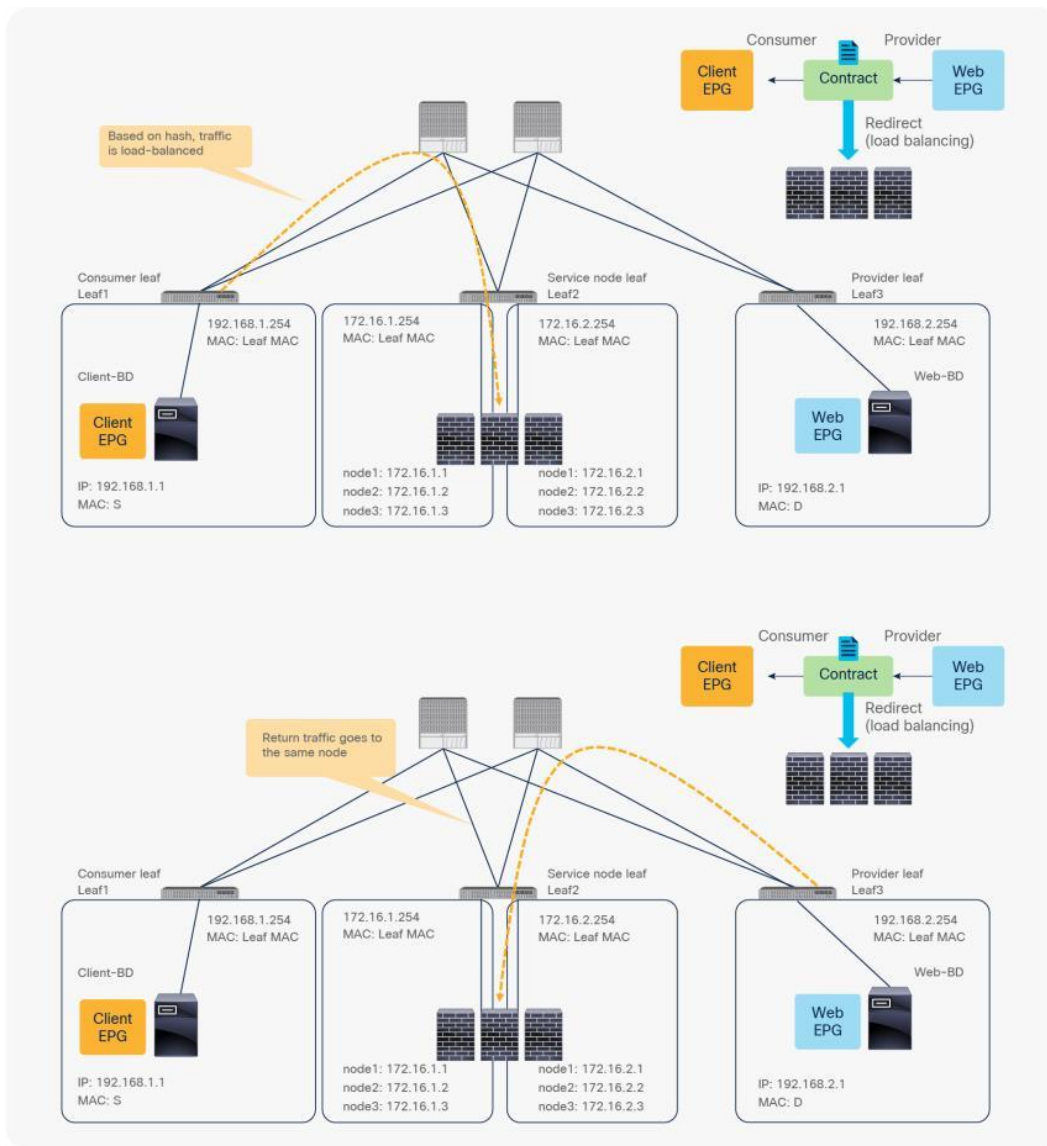 Consumer
Provider
Client
EPG
Contract
Web
EPG
Redirect
(load balancing)
Based on hash, traffic
is load-balanced
Consumer leaf
Leaf1
Service node leaf
Leaf2
Provider leaf
Leaf3
192.168.1.254
MAC: Leaf MAC
172.16.1.254
MAC: Leaf MAC
172.16.2.254
MAC: Leaf MAC
192.168.2.254
MAC: Leaf MAC
Client-BD
Web-BD
Client
EPG
Web
EPG
IP: 192.168.1.1
MAC: S
node1: 172.16.1.1
node2: 172.16.1.2
node3: 172.16.1.3
node1: 172.16.2.1
node2: 172.16.2.2
node3: 172.16.2.3
IP: 192.168.2.1
MAC: D
Consumer
Provider
Client
EPG
Contract
Web
EPG
Redirect
(load balancing)
Return traffic goes to
the same node
Consumer leaf
Leaf1
Service node leaf
Leaf2
Provider leaf
Leaf3
192.168.1.254
MAC: Leaf MAC
172.16.1.254
MAC: Leaf MAC
172.16.2.254
MAC: Leaf MAC
192.168.2.254
MAC: Leaf MAC
Client-BD
Web-BD
Client
EPG
Web
EPG
IP: 192.168.1.1
MAC: S
node1: 172.16.1.1
node2: 172.16.1.2
node3: 172.16.1.3
node1: 172.16.2.1
node2: 172.16.2.2
node3: 172.16.2.3
IP: 192.168.2.1
MAC: D